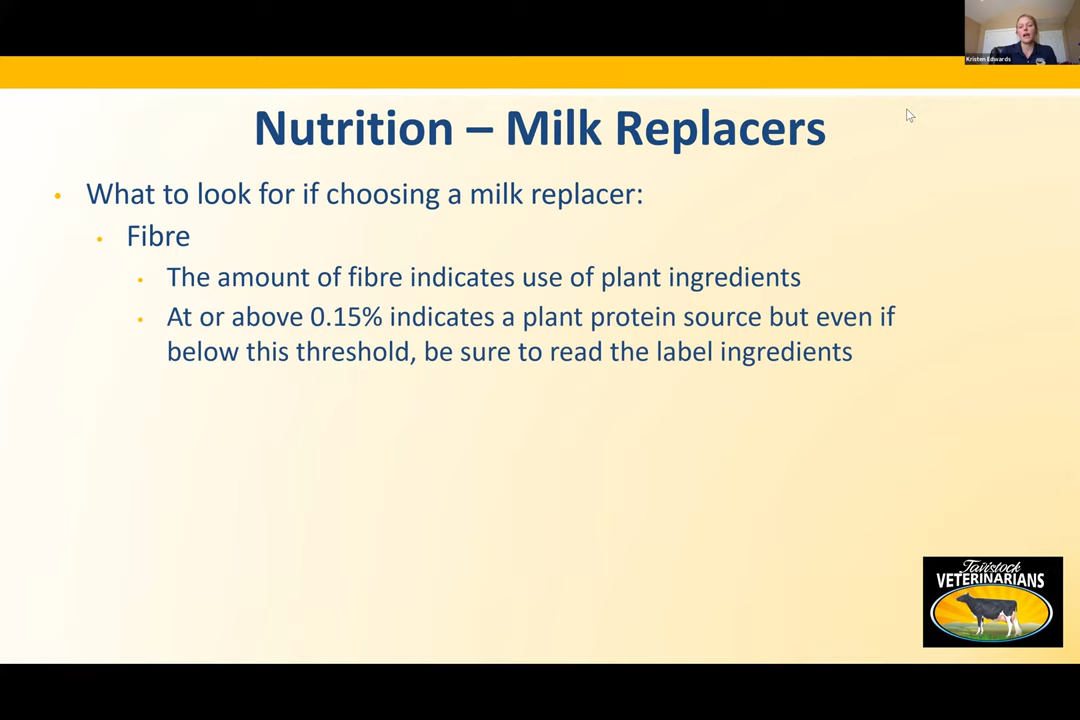 Kristen Edwards
Nutrition – Milk Replacers
• What to look for if choosing a milk replacer:
• Fibre
• The amount of fibre indicates use of plant ingredients
• At or above 0.15% indicates a plant protein source but even if
below this threshold, be sure to read the label ingredients
Tavistock
VETERINARIANS